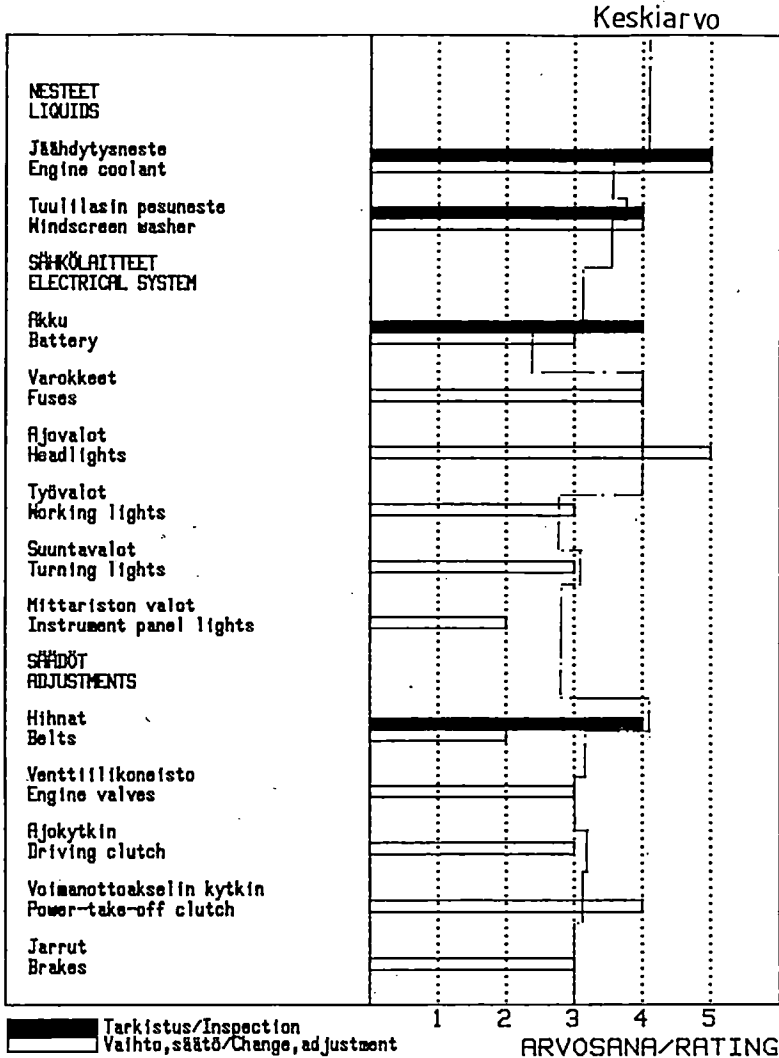 Keskiarvo
NESTEET
LIQUIDS
Jäähdytysneste
Engine coolant
Tuulilasin pesuneste
Windscreen washer
SÄHKÖLAITTEET
ELECTRICAL SYSTEM
Akku
Battery
Varokkeet
Fuses
Ajovalot
Headlights
Työvalot
Working lights
Suuntavalot
Turning lights
Mittariston valot
Instrument panel lights
SÄÄDÖT
ADJUSTMENTS
Hihnat
Belts
Venttiilikoneisto
Engine valves
Ajokytkin
Driving clutch
Voimanottoakselin kytkin
Power-take-off clutch
Jarrut
Brakes
1 2 3 4 5
Tarkistus/Inspection
Vaihto,säätö/Change,adjustment
ARVOSANA/RATING